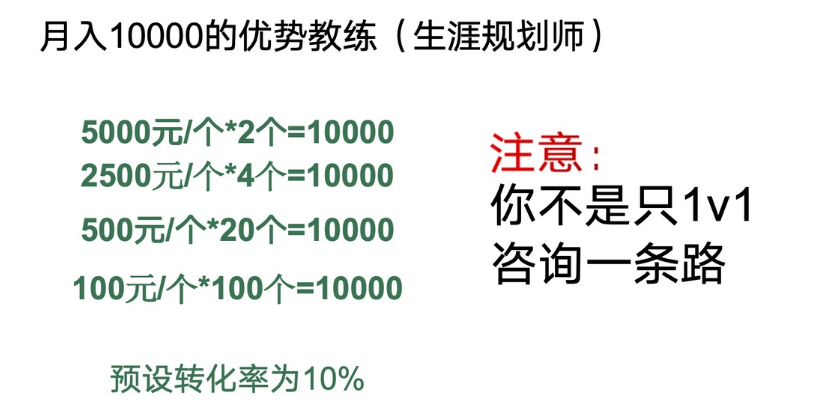 月入10000的优势教练（生涯规划师）
5000元/个*2个=10000
2500元/个*4个=10000
500元/个*20个=10000
100元/个*100个=10000
预设转化率为10%
注意：
你不是只1v1
咨询一条路